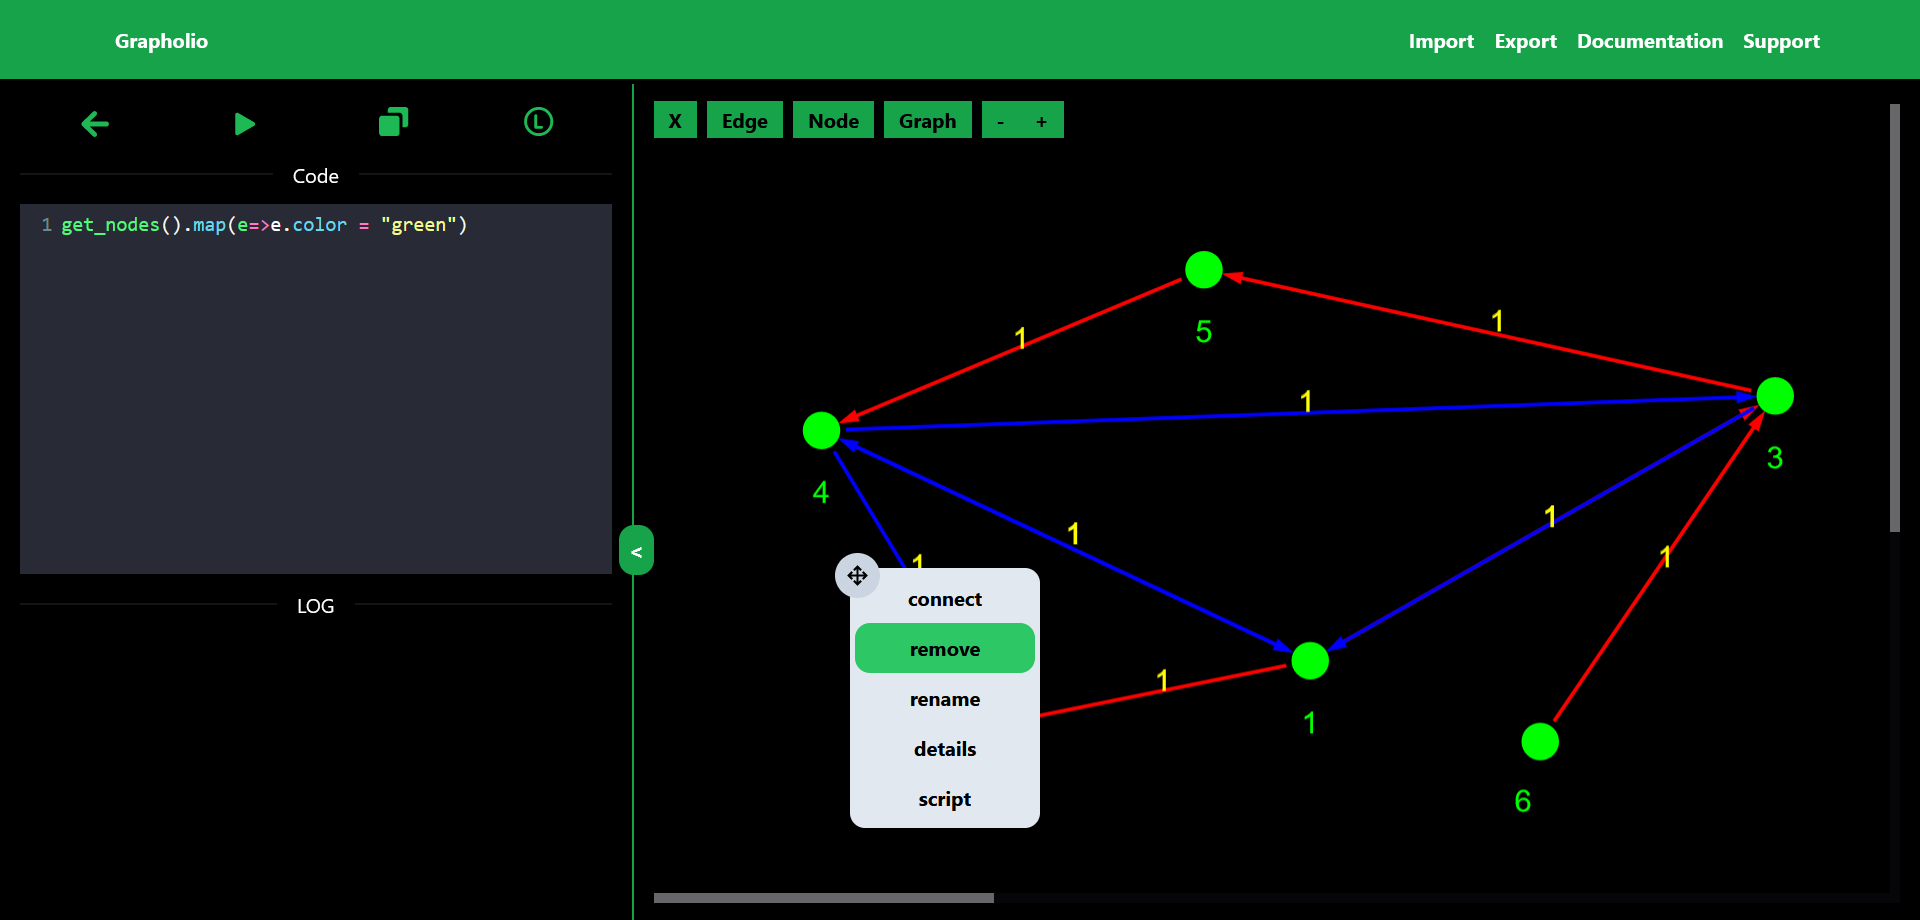 Grapholio
Import Export Documentation Support
L
Code
1 get_nodes().map(e=>e.color = "green")
LOG
<
X Edge Node Graph - +
5
1
1
1
4
3
1
1
1
1
1
1
6
connect
remove
rename
details
script